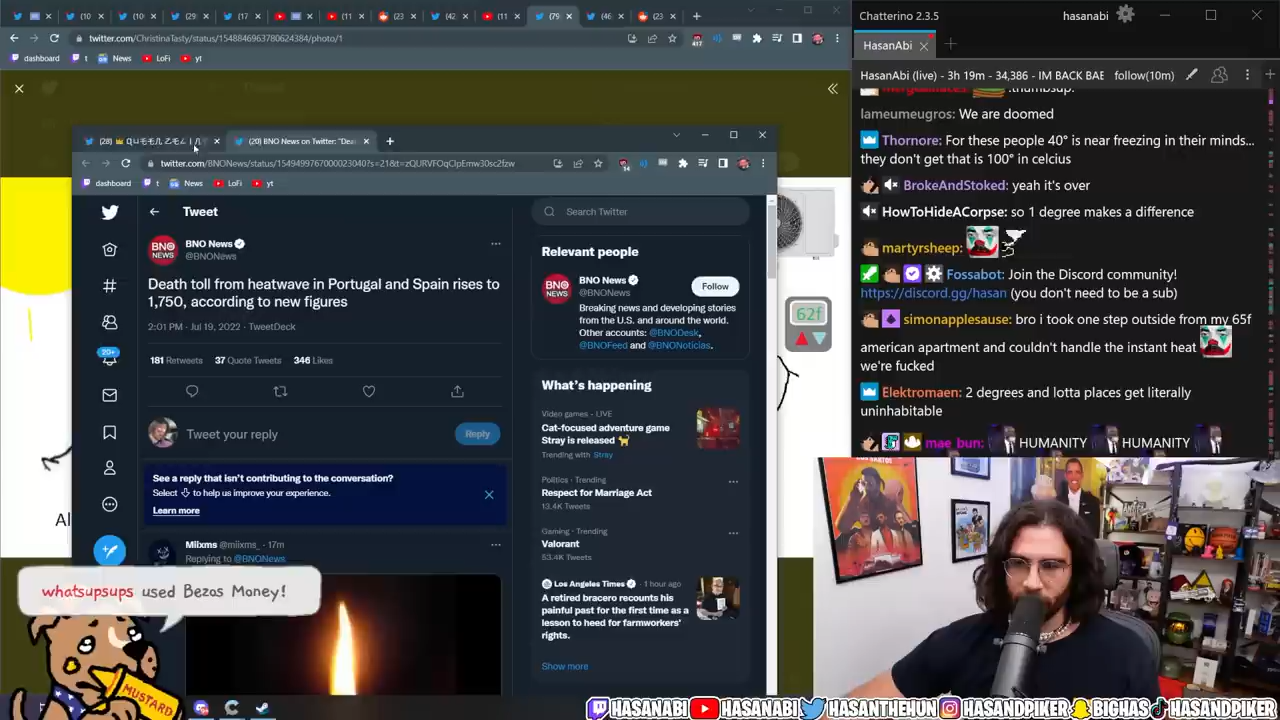 twitter.com/ChristinaTasty/status/1548846963780624384/photo/1
dashboard
t
News
LoFi
yt
(20) BNO News on Twitter: "Dea
twitter.com/BNONews/status/1549499767000023040?s=21&t=zQURVFOqClpEmw30sc2fzw
dashboard
t
News
LoFi
yt
Tweet
BNO News
@BNONews
Death toll from heatwave in Portugal and Spain rises to
1,750, according to new figures
2:01 PM · Jul 19, 2022 · TweetDeck
181 Retweets 37 Quote Tweets 346 Likes
Tweet your reply
Reply
See a reply that isn't contributing to the conversation?
Select to help us improve your experience.
Learn more
Miixms @miixms_ · 17m
Replying to @BNONews
20+
Search Twitter
Relevant people
BNO News
@BNONews
Follow
Breaking news and developing stories
from the U.S. and around the world.
Other accounts: @BNODesk,
@BNOFeed and @BNONoticias.
What's happening
Video games · LIVE
Cat-focused adventure game
Stray is released
Trending with Stray
Politics · Trending
Respect for Marriage Act
13.4K Tweets
Gaming · Trending
Valorant
53.4K Tweets
Los Angeles Times · 1 hour ago
A retired bracero recounts his
painful past for the first time as a
lesson to heed for farmworkers'
rights.
Show more
62f
Al
whatsupsups used Bezos Money!
MUSTARD
Chatterino 2.3.5
hasanabi
HasanAbi
HasanAbi (live) - 3h 19m - 34,386 - IM BACK BAE
follow(10m)
:thumbsup:
lameumeugros: We are doomed
Thornore: For these people 40° is near freezing in their minds...
they don't get that is 100° in celcius
BrokeAndStoked: yeah it's over
HowToHideACorpse: so 1 degree makes a difference
martyrsheep:
Fossabot: Join the Discord community!
https://discord.gg/hasan (you don't need to be a sub)
simonapplesause: bro i took one step outside from my 65f
american apartment and couldn't handle the instant heat
we're fucked
Elektromaen: 2 degrees and lotta places get literally
uninhabitable
mae_bun: HUMANITY HUMANITY
HASANABI HASANABI HASANTHEHUN HASANDPIKER BIGHAS HASANDPIKER